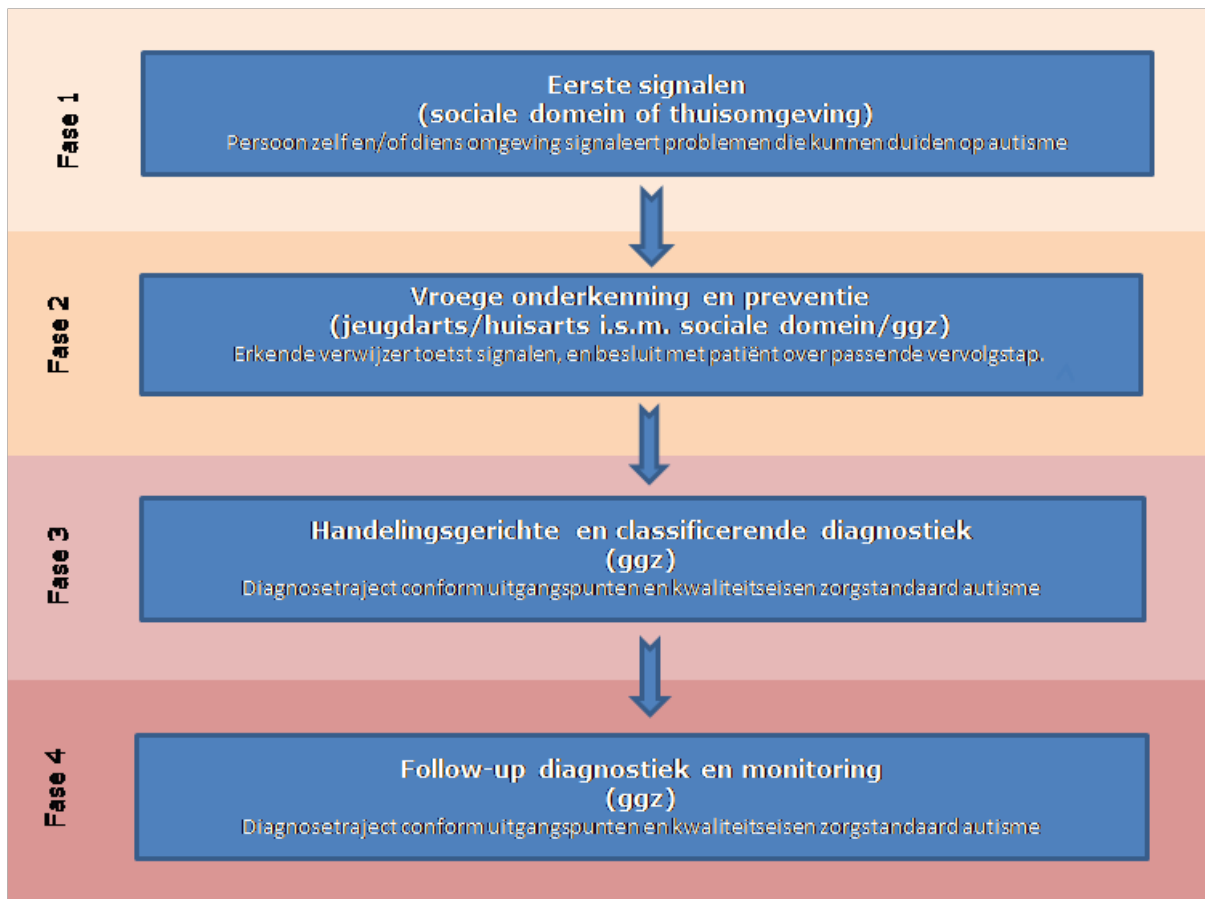 Fase 1
Eerste signalen
(sociale domein of thuisomgeving)
Persoon zelf en/of diens omgeving signaleert problemen die kunnen duiden op autisme
Fase 2
Vroege onderkenning en preventie
(jeugdarts/huisarts i.s.m. sociale domein/ggz)
Erkende verwijzer toetst signalen, en besluit met patiënt over passende vervolgstap.
Fase 3
Handelingsgerichte en classificerende diagnostiek
(ggz)
Diagnosetraject conform uitgangspunten en kwaliteitseisen zorgstandaard autisme
Fase 4
Follow-up diagnostiek en monitoring
(ggz)
Diagnosetraject conform uitgangspunten en kwaliteitseisen zorgstandaard autisme